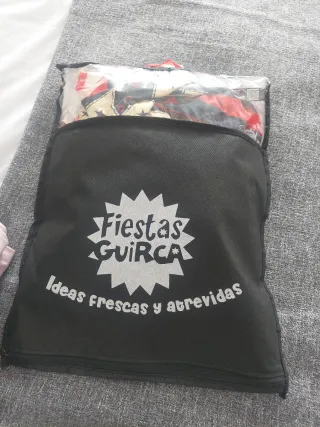 Fiestas
GUiRCA
Ideas frescas y atrevidas